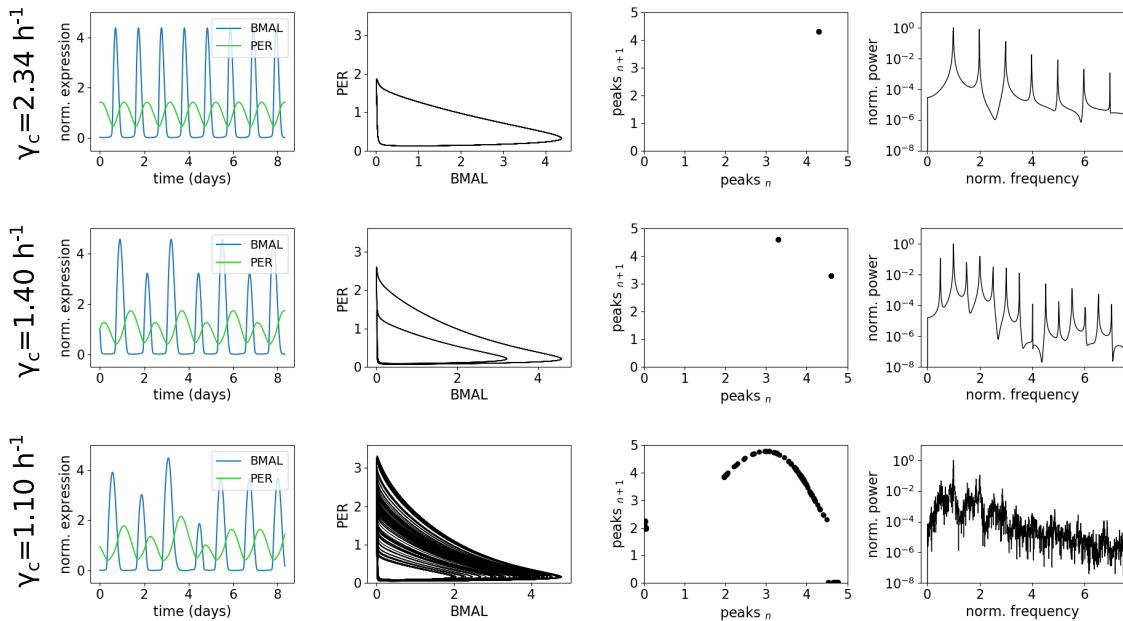 γc=2.34 h-1
norm. expression
4
2
0
BMAL
PER
0 2 4 6 8
time (days)
PER
3
2
1
0
0 1 2 3 4
BMAL
peaks n+1
5
4
3
2
1
0
0 1 2 3 4 5
peaks n
norm. power
10^0
10^-2
10^-4
10^-6
10^-8
0 2 4 6
norm. frequency
γc=1.40 h-1
norm. expression
4
2
0
BMAL
PER
0 2 4 6 8
time (days)
PER
3
2
1
0
0 2 4
BMAL
peaks n+1
5
4
3
2
1
0
0 1 2 3 4 5
peaks n
norm. power
10^0
10^-2
10^-4
10^-6
10^-8
0 2 4 6
norm. frequency
γc=1.10 h-1
norm. expression
4
2
0
BMAL
PER
0 2 4 6 8
time (days)
PER
3
2
1
0
0 2 4
BMAL
peaks n+1
5
4
3
2
1
0
0 1 2 3 4 5
peaks n
norm. power
10^0
10^-2
10^-4
10^-6
10^-8
0 2 4 6
norm. frequency